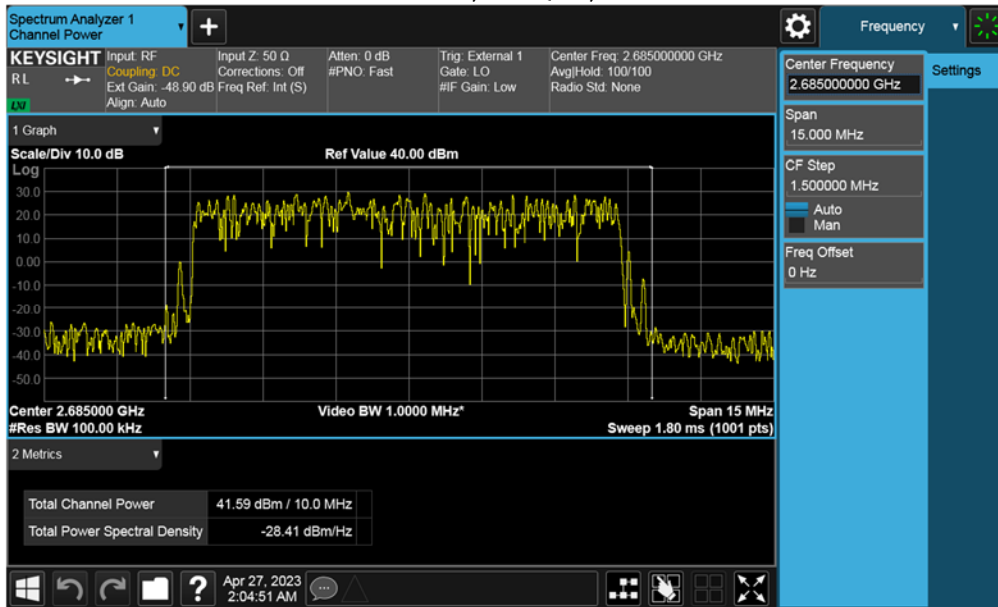 Spectrum Analyzer 1
Channel Power
+
Frequency
KEYSIGHT
RL
LXI
Input: RF
Coupling: DC
Ext Gain: -48.90 dB
Align: Auto
Input Z: 50 Ω
Corrections: Off
Freq Ref: Int (S)
Atten: 0 dB
#PNO: Fast
Trig: External 1
Gate: LO
#IF Gain: Low
Center Freq: 2.685000000 GHz
Avg|Hold: 100/100
Radio Std: None
Center Frequency
2.685000000 GHz
Settings
Span
15.000 MHz
CF Step
1.500000 MHz
Auto
Man
Freq Offset
0 Hz
1 Graph
Scale/Div 10.0 dB
Ref Value 40.00 dBm
Log
30.0
20.0
10.0
0.00
-10.0
-20.0
-30.0
-40.0
-50.0
Center 2.685000 GHz
Video BW 1.0000 MHz*
Span 15 MHz
#Res BW 100.00 kHz
Sweep 1.80 ms (1001 pts)
2 Metrics
Total Channel Power 41.59 dBm / 10.0 MHz
Total Power Spectral Density -28.41 dBm/Hz
?
Apr 27, 2023
2:04:51 AM